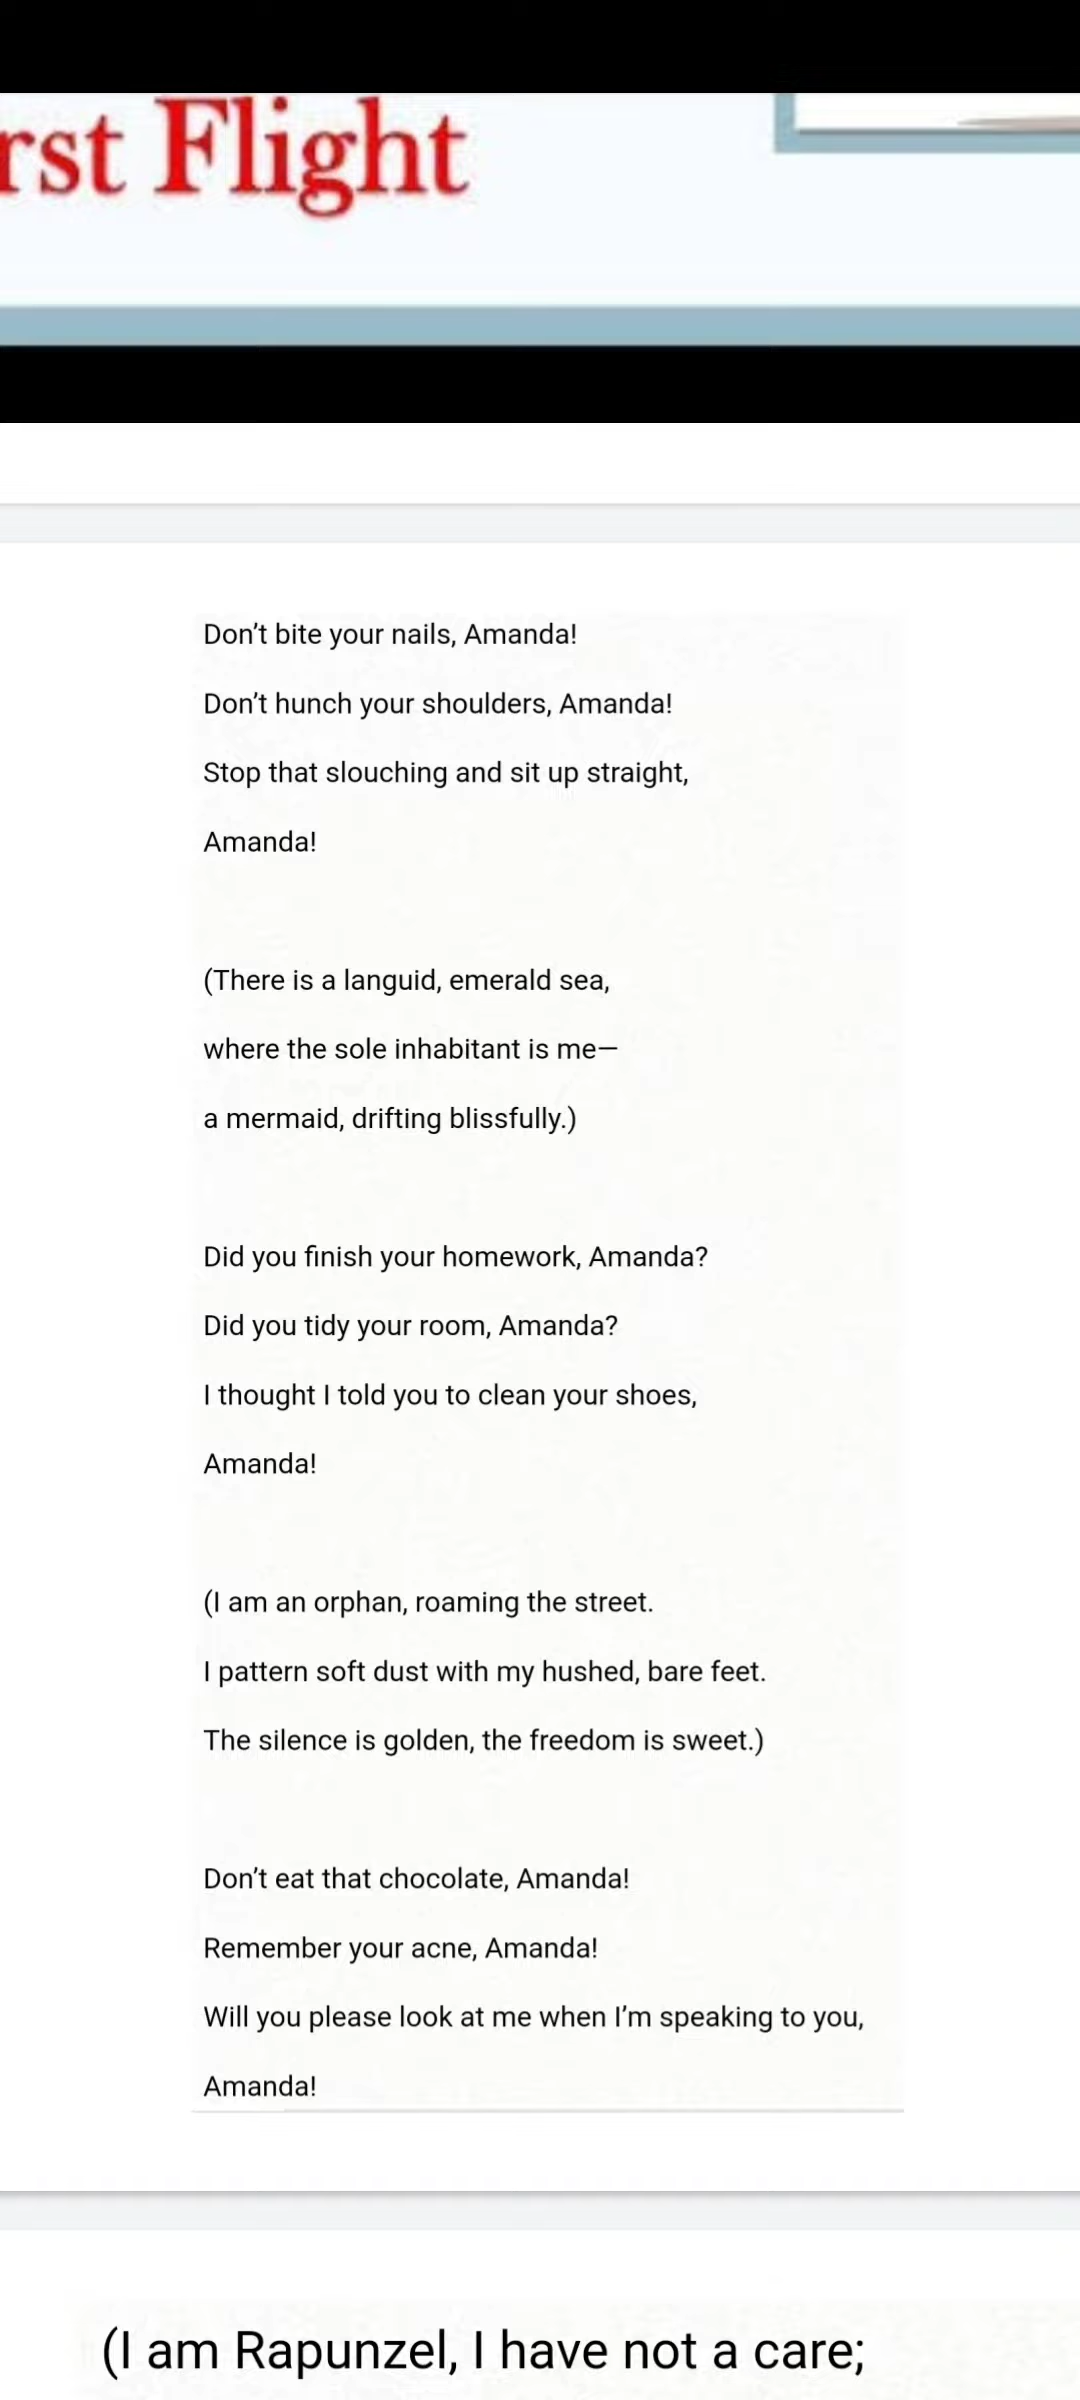 rst Flight
Don’t bite your nails, Amanda!
Don’t hunch your shoulders, Amanda!
Stop that slouching and sit up straight,
Amanda!
(There is a languid, emerald sea,
where the sole inhabitant is me—
a mermaid, drifting blissfully.)
Did you finish your homework, Amanda?
Did you tidy your room, Amanda?
I thought I told you to clean your shoes,
Amanda!
(I am an orphan, roaming the street.
I pattern soft dust with my hushed, bare feet.
The silence is golden, the freedom is sweet.)
Don’t eat that chocolate, Amanda!
Remember your acne, Amanda!
Will you please look at me when I’m speaking to you,
Amanda!
(I am Rapunzel, I have not a care;